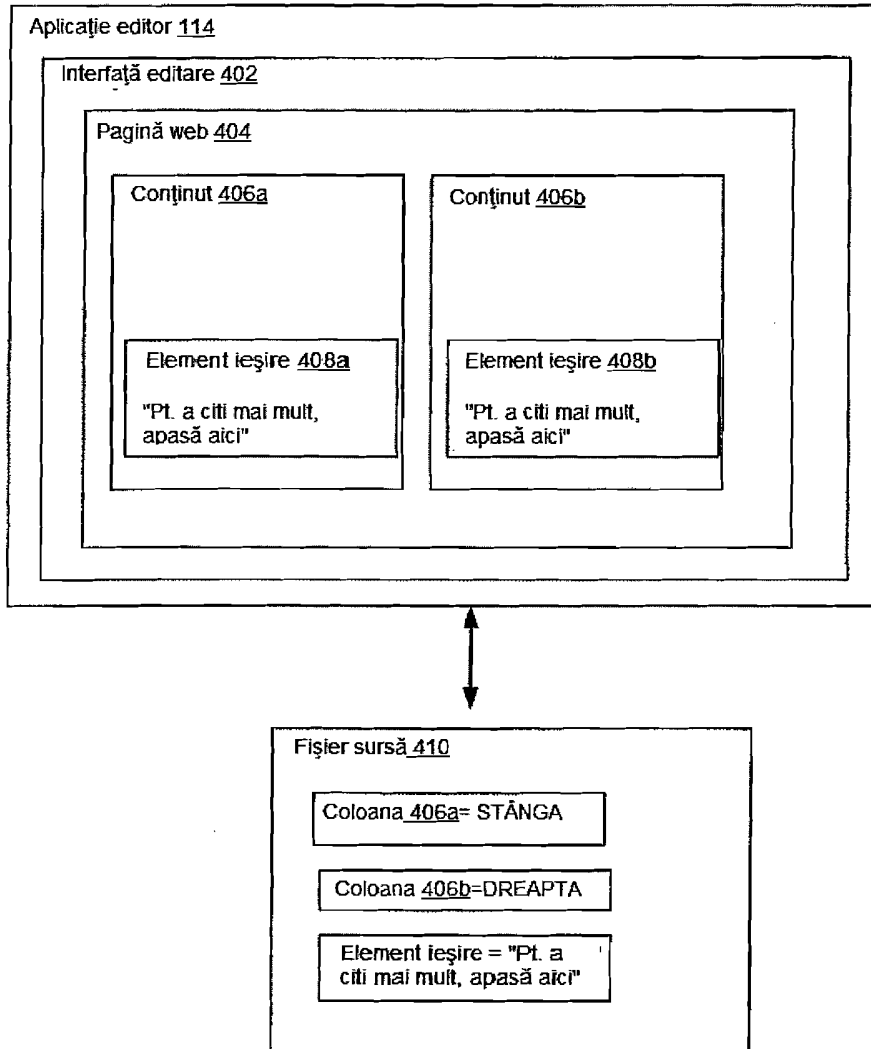 Aplicaţie editor 114
Interfaţă editare 402
Pagină web 404
Conţinut 406a
Conţinut 406b
Element ieşire 408a
"Pt. a citi mai mult,
apasă aici"
Element ieşire 408b
"Pt. a citi mai mult,
apasă aici"
Fişier sursă 410
Coloana 406a= STÂNGA
Coloana 406b=DREAPTA
Element ieşire = "Pt. a
citi mai mult, apasă aici"